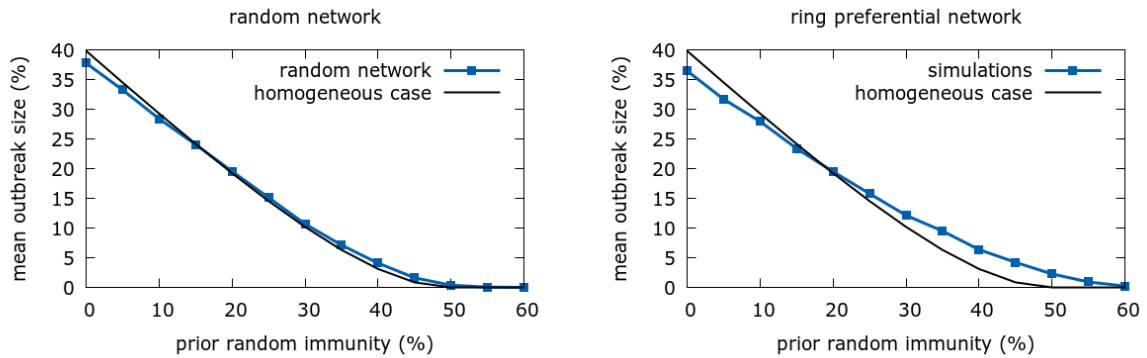 random network
mean outbreak size (%)
40
35
30
25
20
15
10
5
0
random network
homogeneous case
0 10 20 30 40 50 60
prior random immunity (%)
ring preferential network
mean outbreak size (%)
40
35
30
25
20
15
10
5
0
simulations
homogeneous case
0 10 20 30 40 50 60
prior random immunity (%)